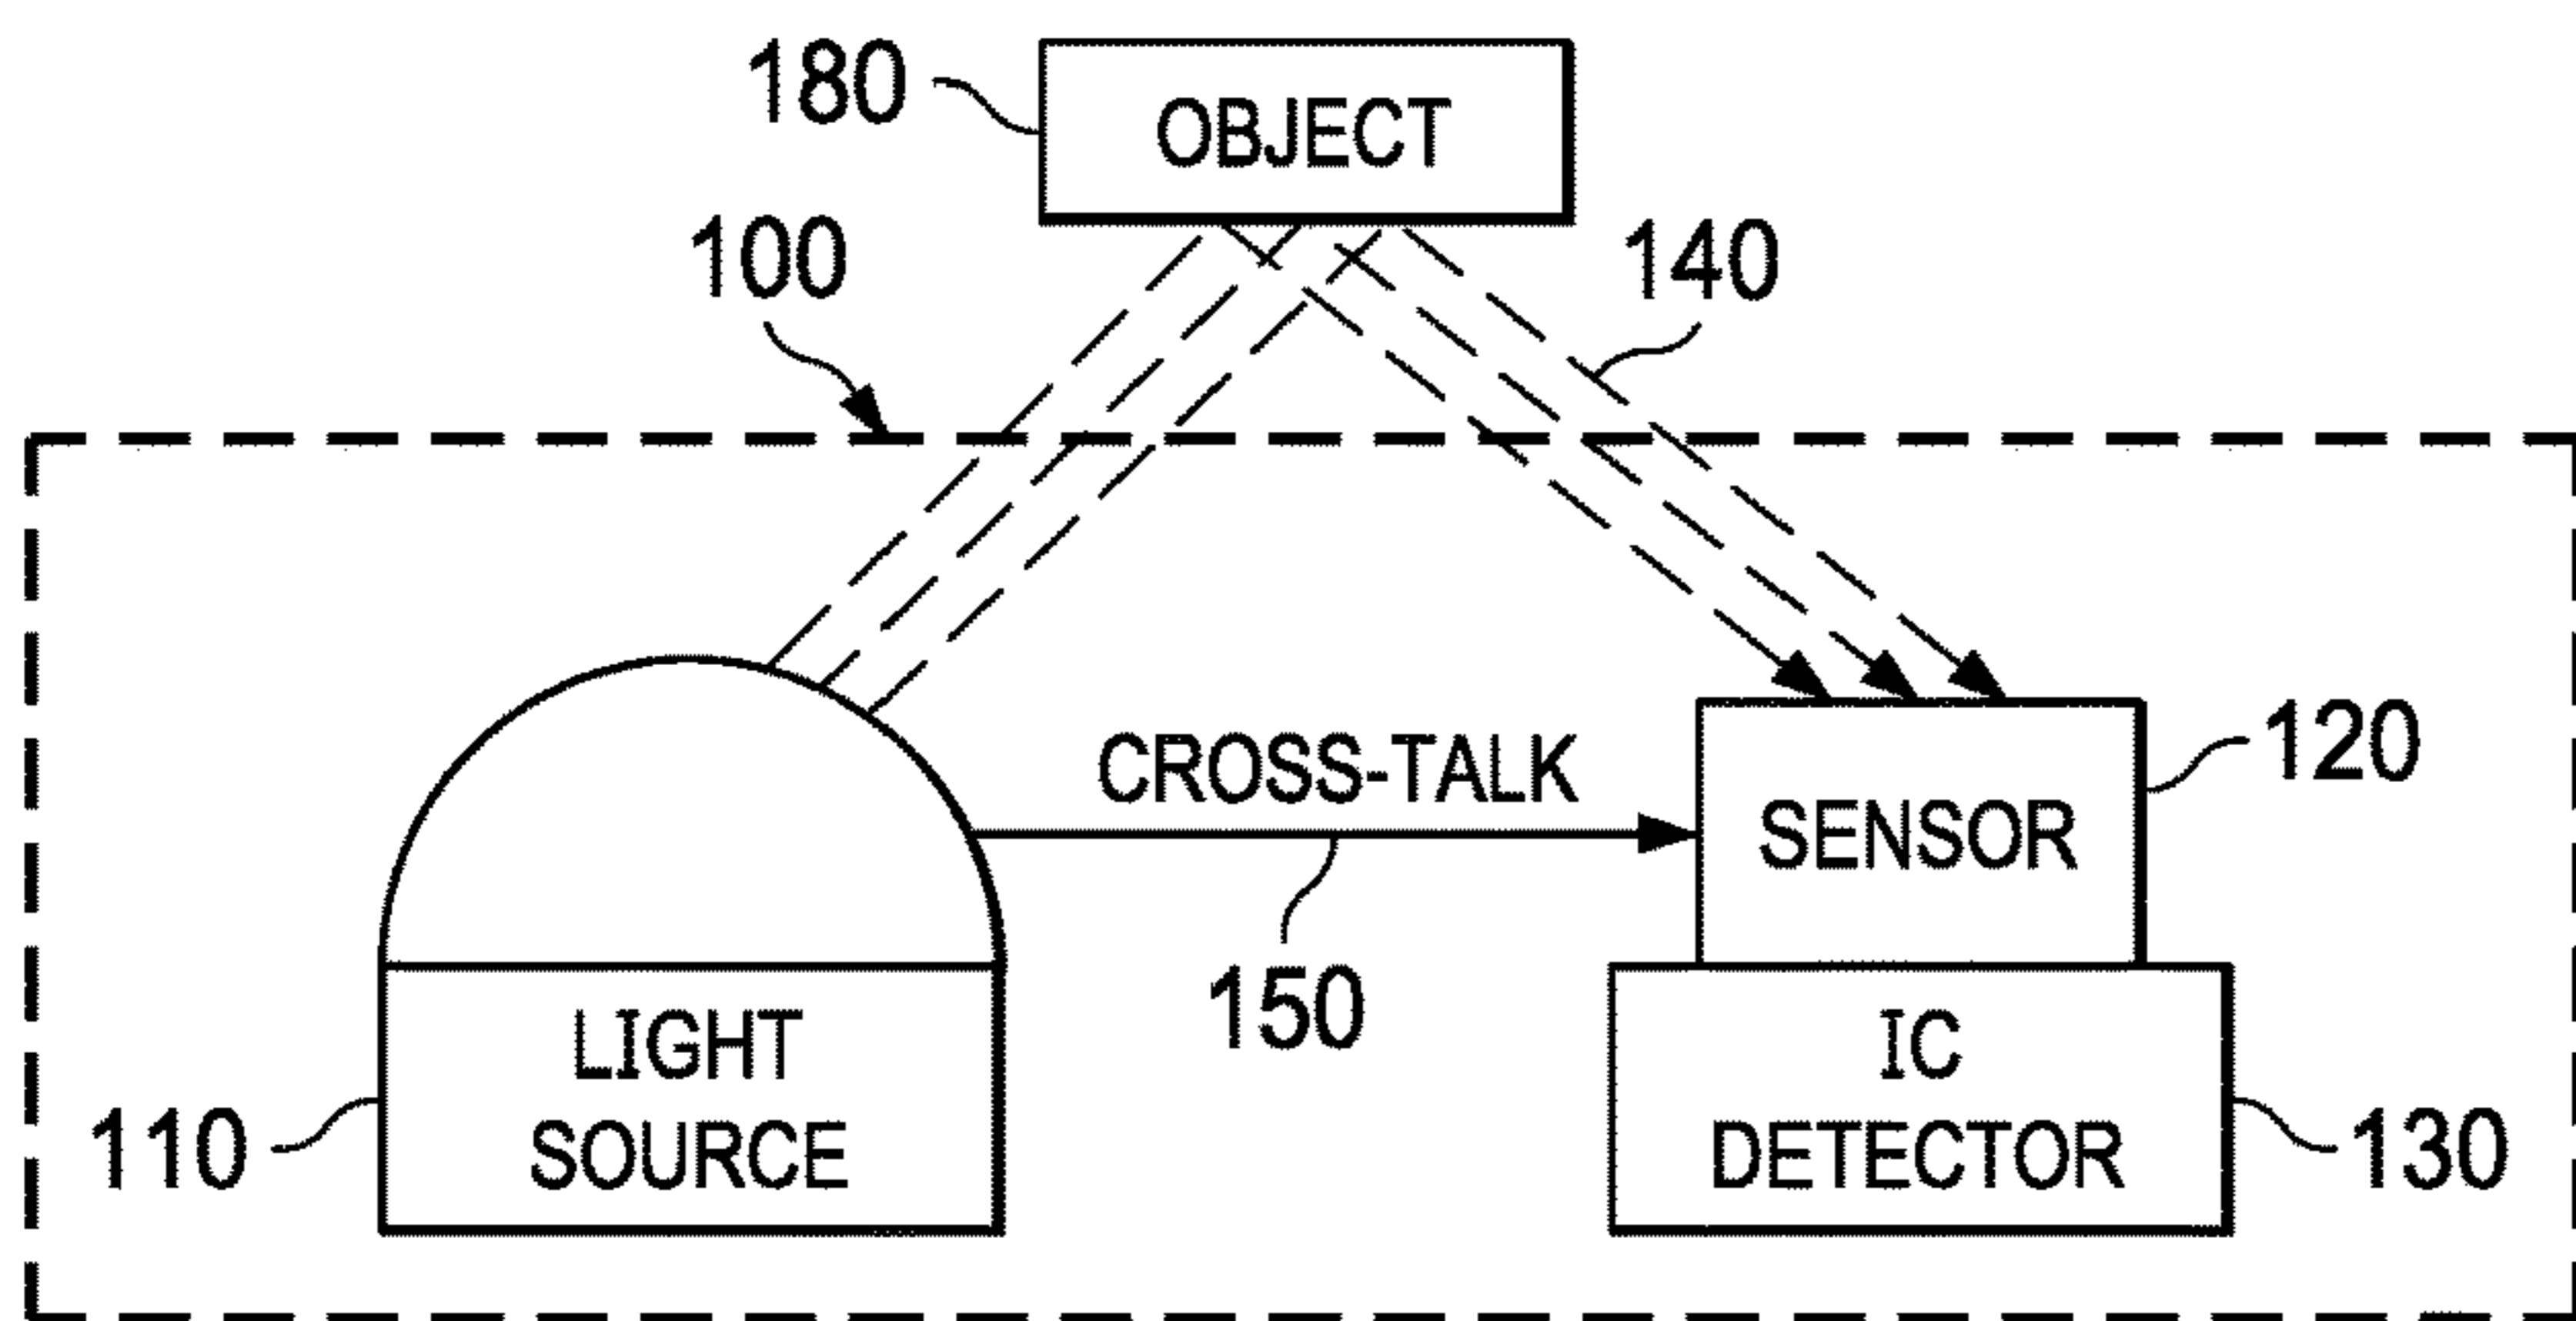 180
OBJECT
100
140
CROSS-TALK
120
SENSOR
150
LIGHT
SOURCE
IC
DETECTOR
110
130